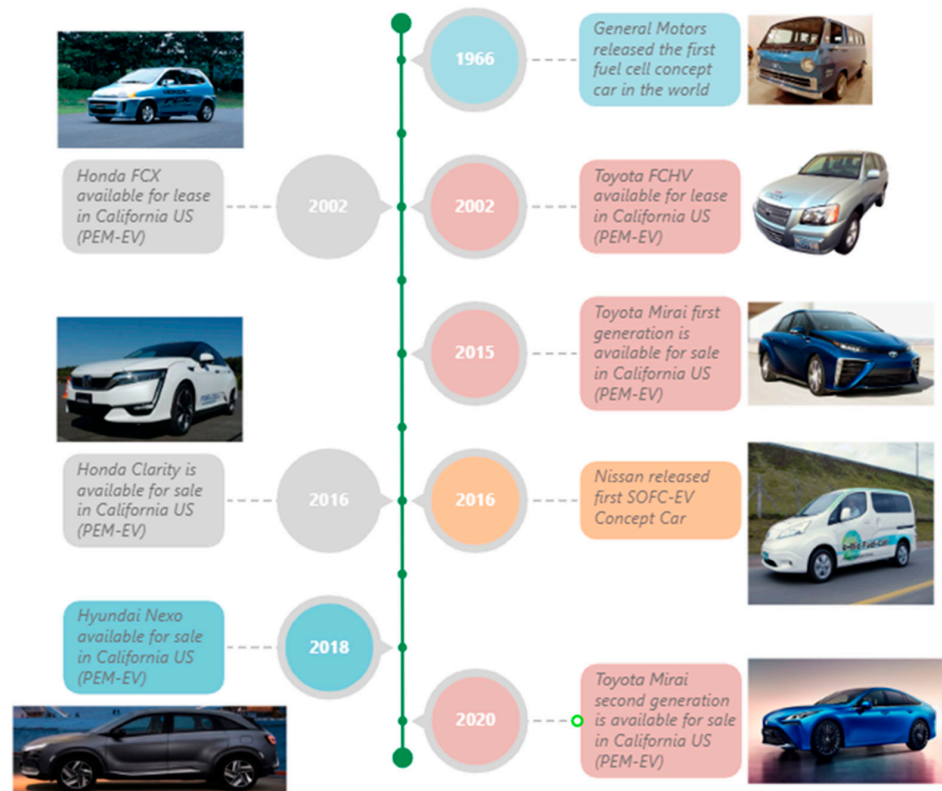 1966
General Motors
released the first
fuel cell concept
car in the world
Honda FCX
available for lease
in California US
(PEM-EV)
2002
2002
Toyota FCHV
available for lease
in California US
(PEM-EV)
2015
Toyota Mirai first
generation is
available for sale
in California US
(PEM-EV)
Honda Clarity is
available for sale
in California US
(PEM-EV)
2016
2016
Nissan released
first SOFC-EV
Concept Car
Hyundai Nexo
available for sale
in California US
(PEM-EV)
2018
2020
Toyota Mirai
second generation
is available for sale
in California US
(PEM-EV)